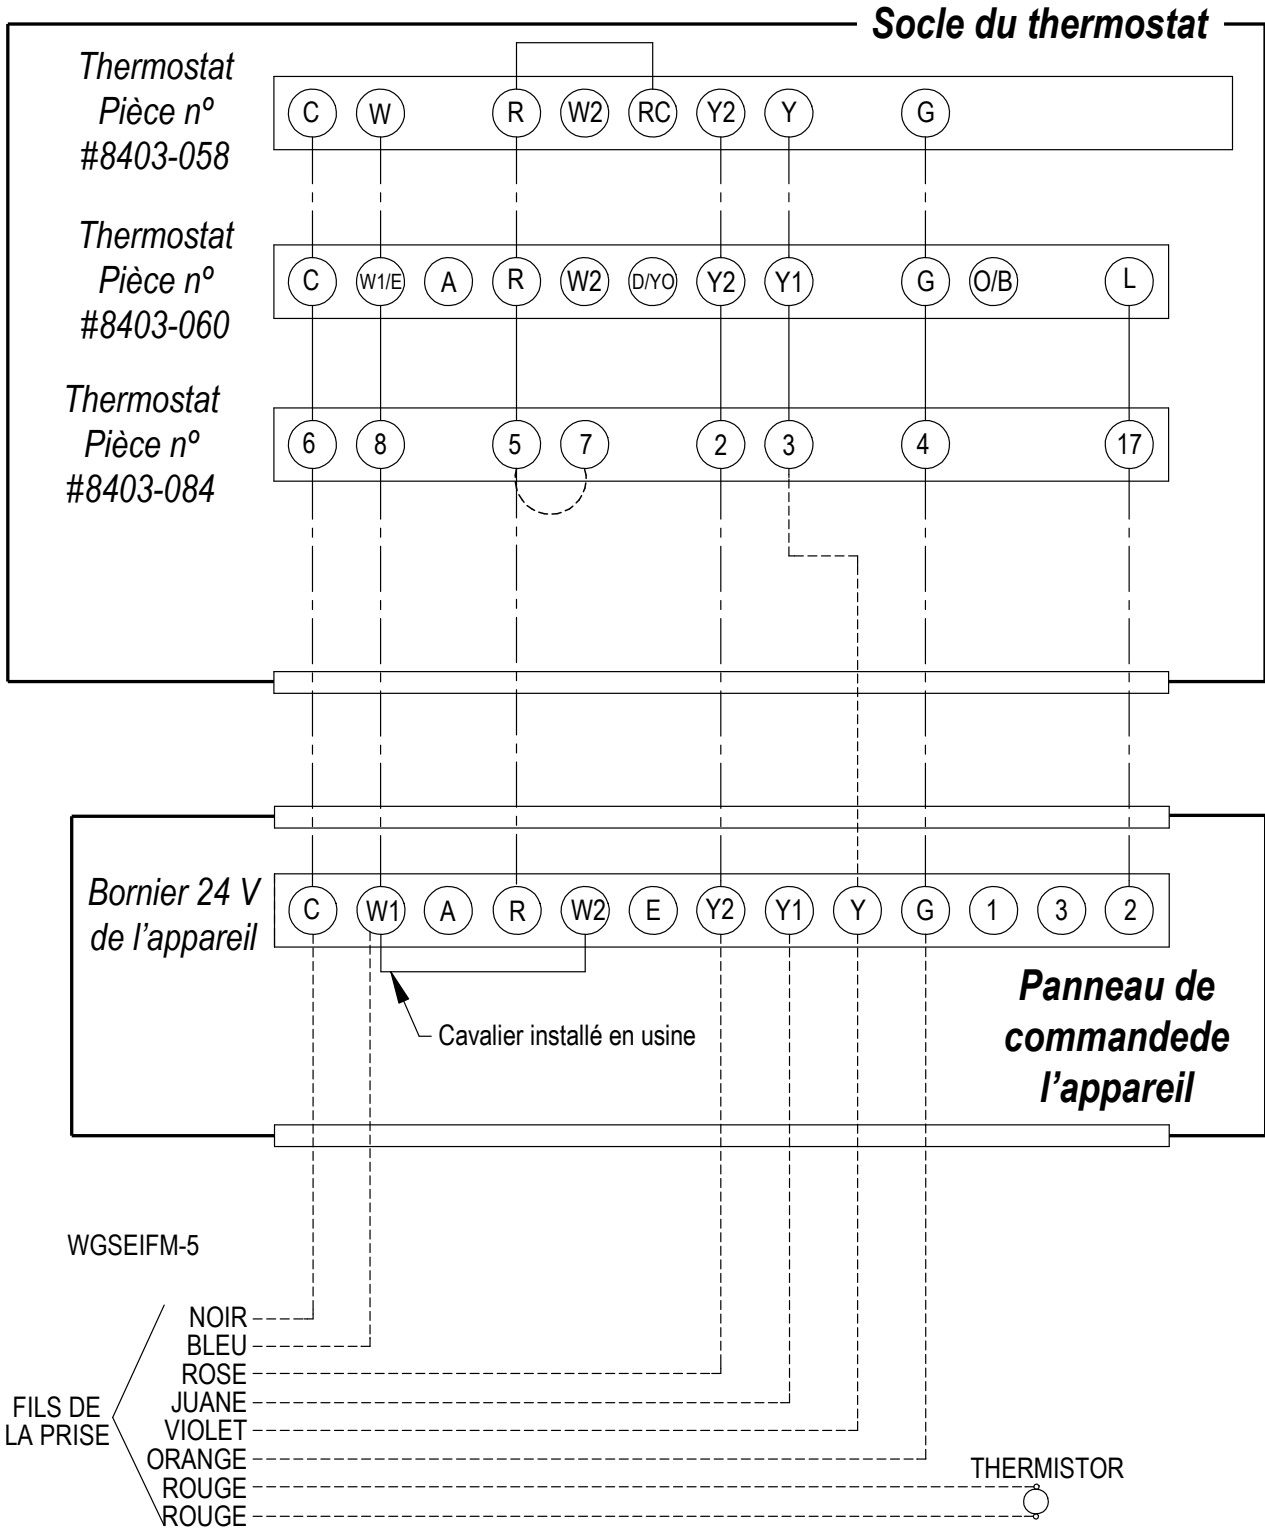 Socle du thermostat
Thermostat
Pièce nº
#8403-058
C W R W2 RC Y2 Y G
Thermostat
Pièce nº
#8403-060
C W1/E A R W2 D/YO Y2 Y1 G O/B L
Thermostat
Pièce nº
#8403-084
6 8 5 7 2 3 4 17
Bornier 24 V
de l’appareil
C W1 A R W2 E Y2 Y1 Y G 1 3 2
Cavalier installé en usine
Panneau de
commandede
l’appareil
WGSEIFM-5
FILS DE
LA PRISE
NOIR
BLEU
ROSE
JUANE
VIOLET
ORANGE
ROUGE
ROUGE
THERMISTOR